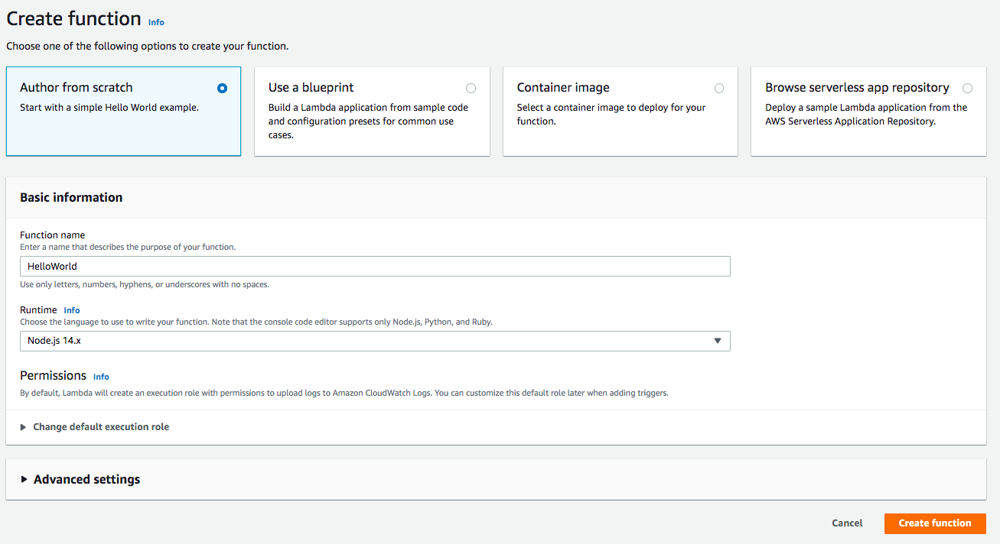 Create function Info
Choose one of the following options to create your function.
Author from scratch
Start with a simple Hello World example.
Use a blueprint
Build a Lambda application from sample code
and configuration presets for common use
cases.
Container image
Select a container image to deploy for your
function.
Browse serverless app repository
Deploy a sample Lambda application from the
AWS Serverless Application Repository.
Basic information
Function name
Enter a name that describes the purpose of your function.
HelloWorld
Use only letters, numbers, hyphens, or underscores with no spaces.
Runtime Info
Choose the language to use to write your function. Note that the console code editor supports only Node.js, Python, and Ruby.
Node.js 14.x
Permissions Info
By default, Lambda will create an execution role with permissions to upload logs to Amazon CloudWatch Logs. You can customize this default role later when adding triggers.
Change default execution role
Advanced settings
Cancel
Create function